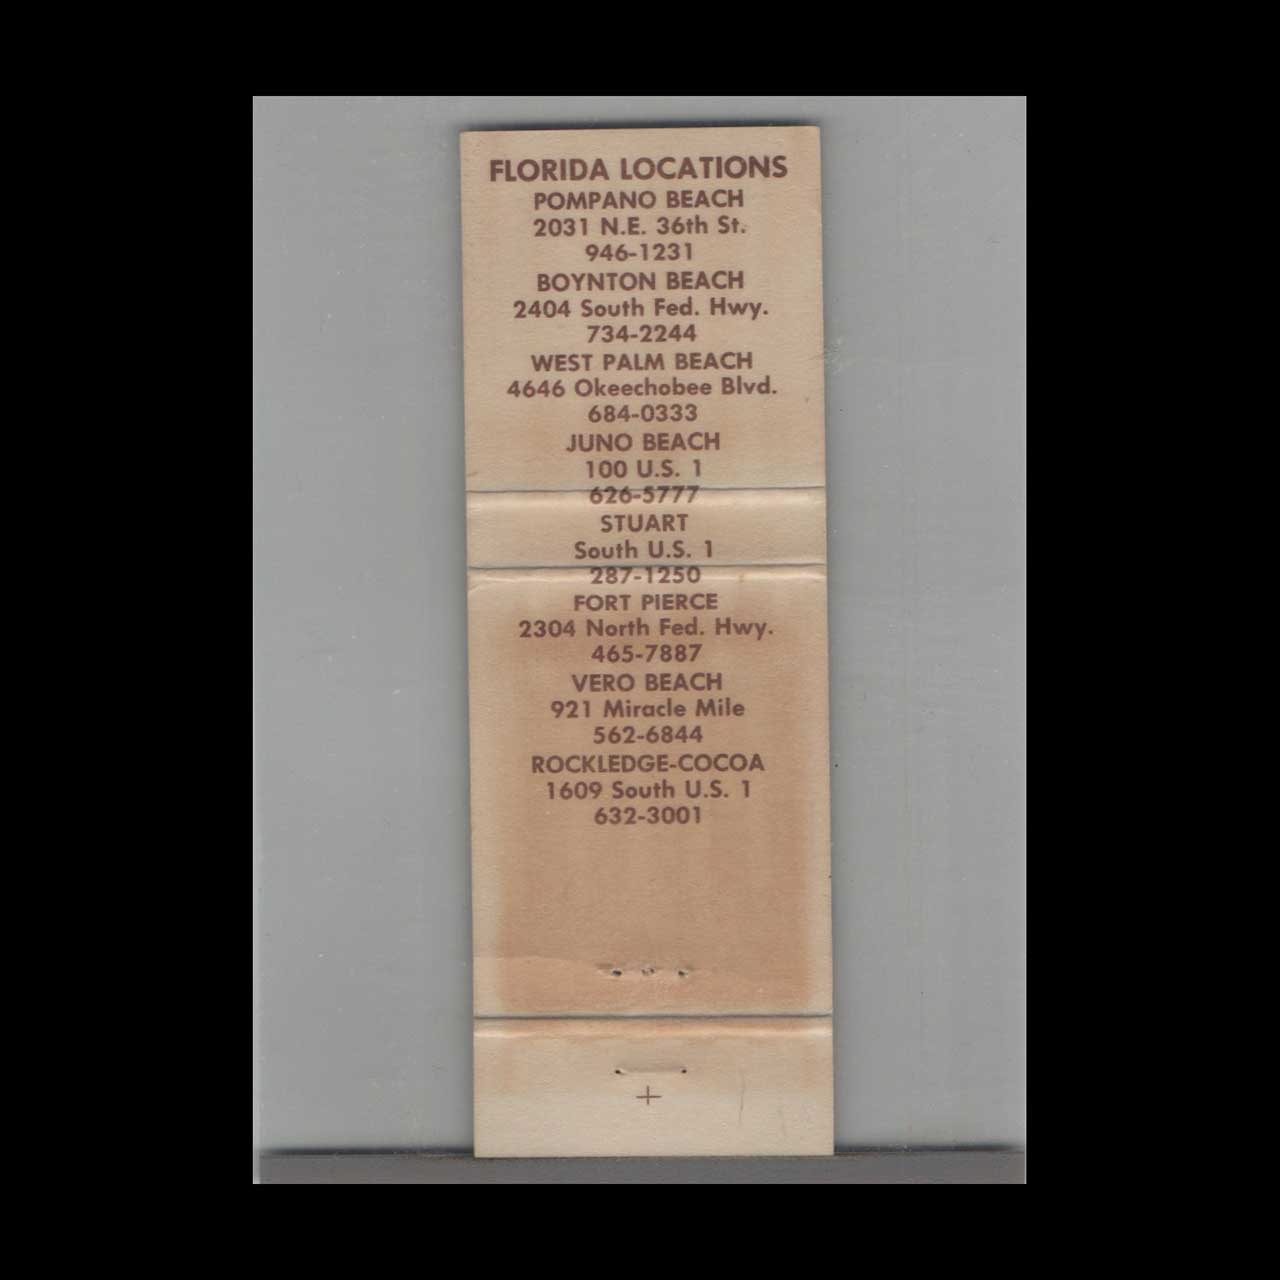 FLORIDA LOCATIONS
POMPANO BEACH
2031 N.E. 36th St.
946-1231
BOYNTON BEACH
2404 South Fed. Hwy.
734-2244
WEST PALM BEACH
4646 Okeechobee Blvd.
684-0333
JUNO BEACH
100 U.S. 1
626-5777
STUART
South U.S. 1
287-1250
FORT PIERCE
2304 North Fed. Hwy.
465-7887
VERO BEACH
921 Miracle Mile
562-6844
ROCKLEDGE-COCOA
1609 South U.S. 1
632-3001